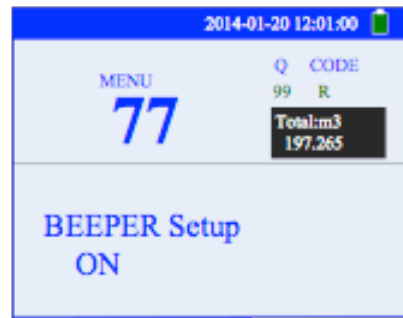 2014-01-20 12:01:00
MENU
77
Q CODE
99 R
Total:m3
197.265
BEEPER Setup
ON